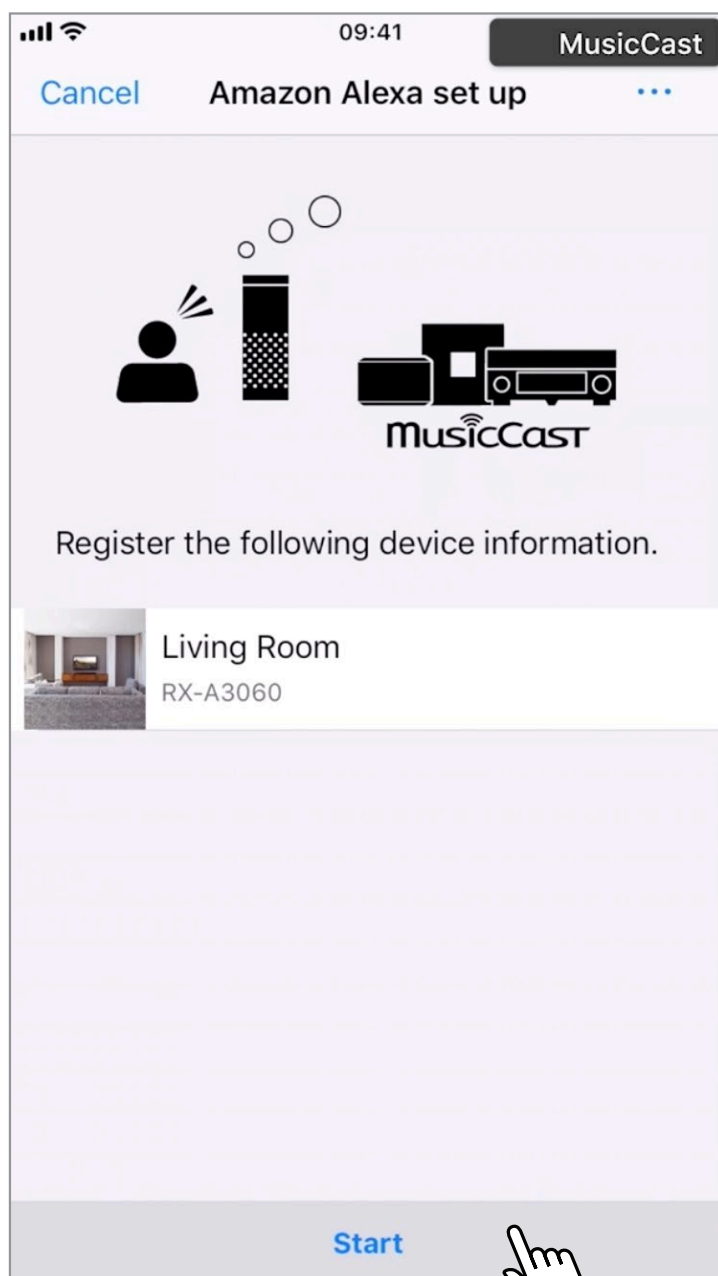 09:41
MusicCast
Cancel Amazon Alexa set up ...
MusicCast
Register the following device information.
Living Room
RX-A3060
Start